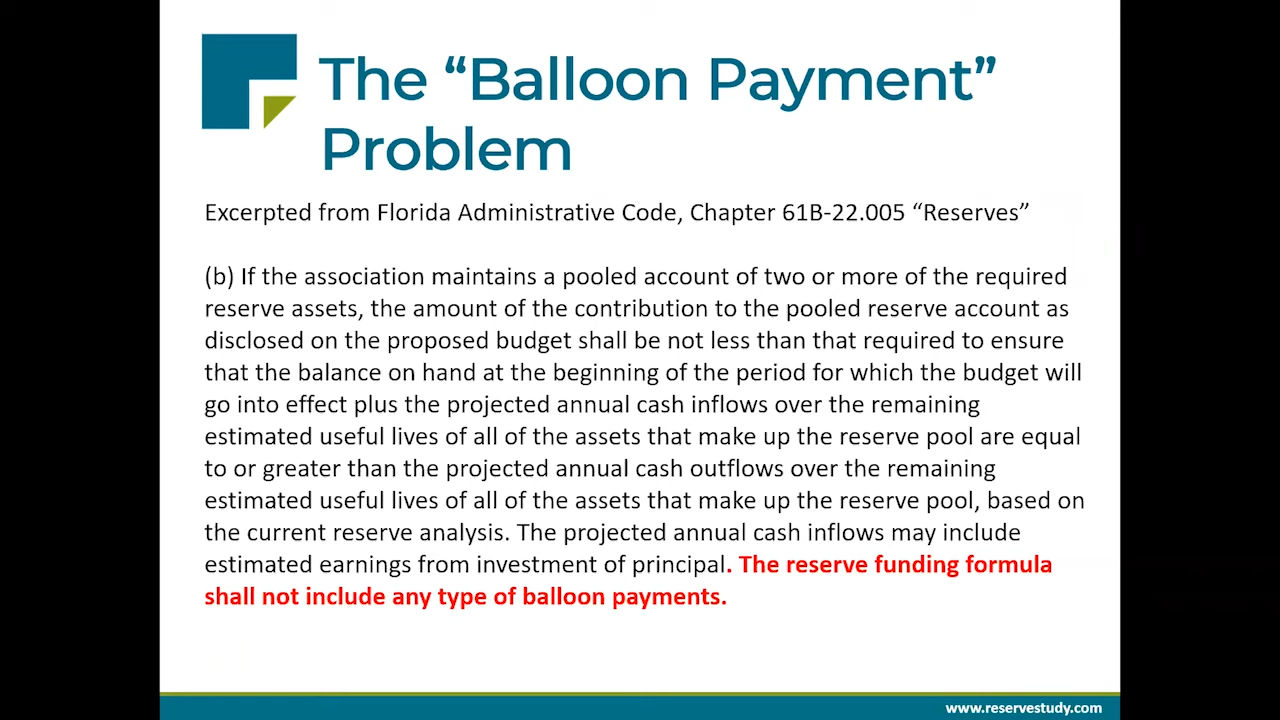 The “Balloon Payment”
Problem
Excerpted from Florida Administrative Code, Chapter 61B-22.005 “Reserves”
(b) If the association maintains a pooled account of two or more of the required
reserve assets, the amount of the contribution to the pooled reserve account as
disclosed on the proposed budget shall be not less than that required to ensure
that the balance on hand at the beginning of the period for which the budget will
go into effect plus the projected annual cash inflows over the remaining
estimated useful lives of all of the assets that make up the reserve pool are equal
to or greater than the projected annual cash outflows over the remaining
estimated useful lives of all of the assets that make up the reserve pool, based on
the current reserve analysis. The projected annual cash inflows may include
estimated earnings from investment of principal. The reserve funding formula
shall not include any type of balloon payments.
www.reservestudy.com